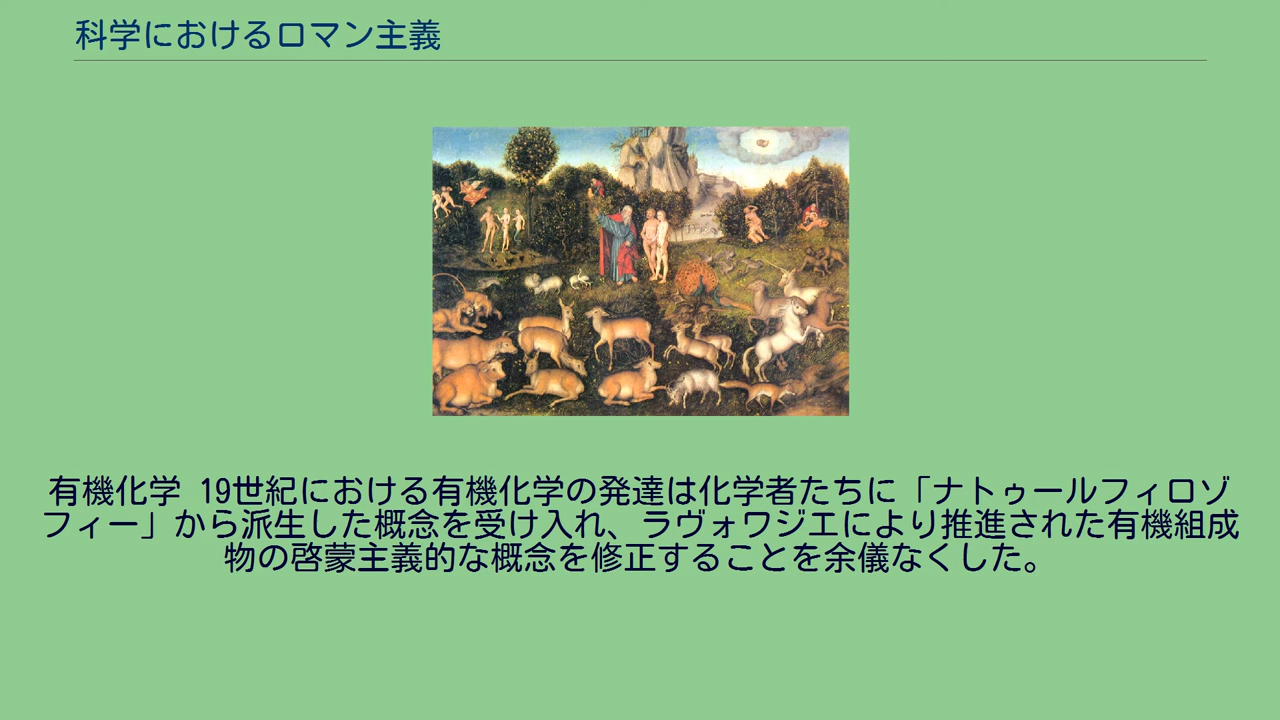 科学におけるロマン主義
有機化学 19世紀における有機化学の発達は化学者たちに「ナトゥールフィロゾ
フィー」から派生した概念を受け入れ、ラヴォワジエにより推進された有機組成
物の啓蒙主義的な概念を修正することを余儀なくした。